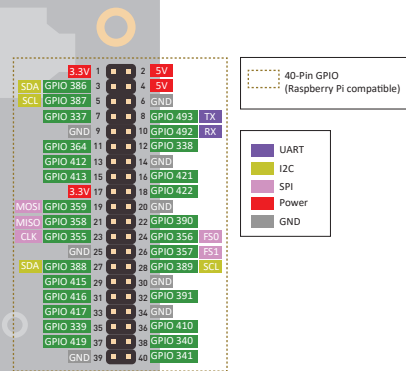 3.3V 1 2 5V
SDA GPIO 386 3 4 5V
SCL GPIO 387 5 6 GND
GPIO 337 7 8 GPIO 493 TX
GND 9 10 GPIO 492 RX
GPIO 364 11 12 GPIO 338
GPIO 412 13 14 GND
GPIO 413 15 16 GPIO 421
3.3V 17 18 GPIO 422
MOSI GPIO 359 19 20 GND
MISO GPIO 358 21 22 GPIO 390
CLK GPIO 355 23 24 GPIO 356 FS0
GND 25 26 GPIO 357 FS1
SDA GPIO 388 27 28 GPIO 389 SCL
GPIO 415 29 30 GND
GPIO 416 31 32 GPIO 391
GPIO 417 33 34 GND
GPIO 339 35 36 GPIO 410
GPIO 419 37 38 GPIO 340
GND 39 40 GPIO 341
40-Pin GPIO
(Raspberry Pi compatible)
UART
I2C
SPI
Power
GND